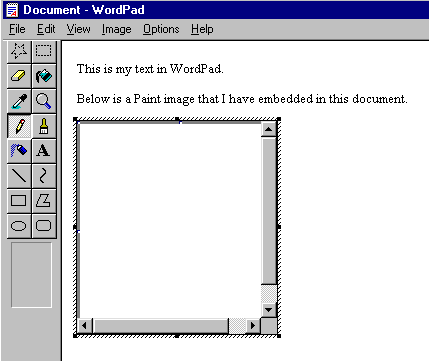 Document - WordPad
File Edit View Image Options Help
This is my text in WordPad.
Below is a Paint image that I have embedded in this document.
A